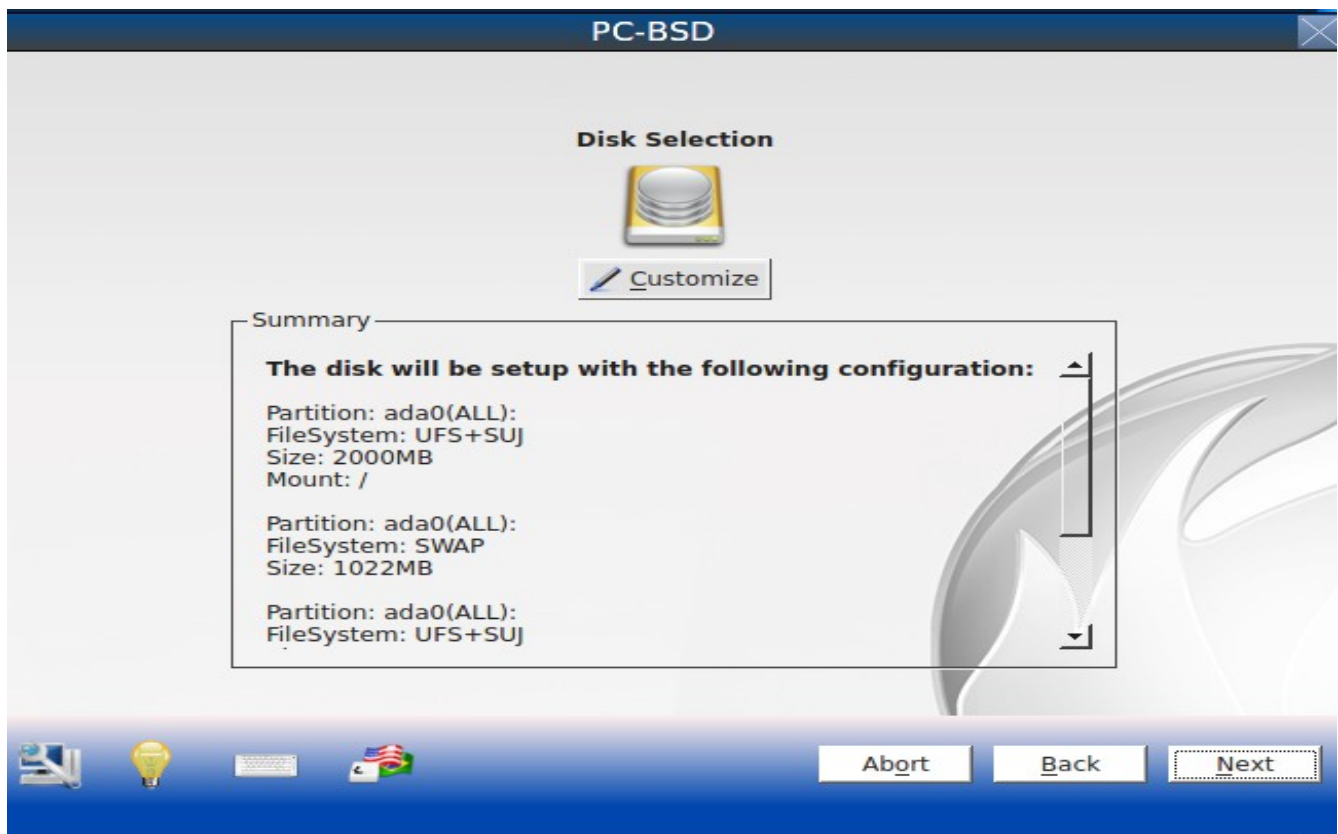 PC-BSD
Disk Selection
Customize
Summary
The disk will be setup with the following configuration:
Partition: ada0(ALL):
FileSystem: UFS+SUJ
Size: 2000MB
Mount: /
Partition: ada0(ALL):
FileSystem: SWAP
Size: 1022MB
Partition: ada0(ALL):
FileSystem: UFS+SUJ
Abort
Back
Next